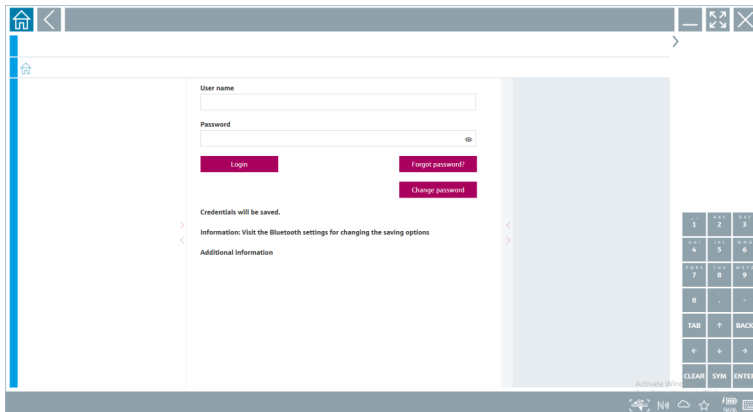 User name
Password
Login
Forgot password?
Change password
Credentials will be saved.
Information: Visit the Bluetooth settings for changing the saving options
Additional information
1 2 3
4 5 6
7 8 9
0 . -
TAB ↑ BACK
← ↓ →
CLEAR SYM ENTER
Activate Win
96%